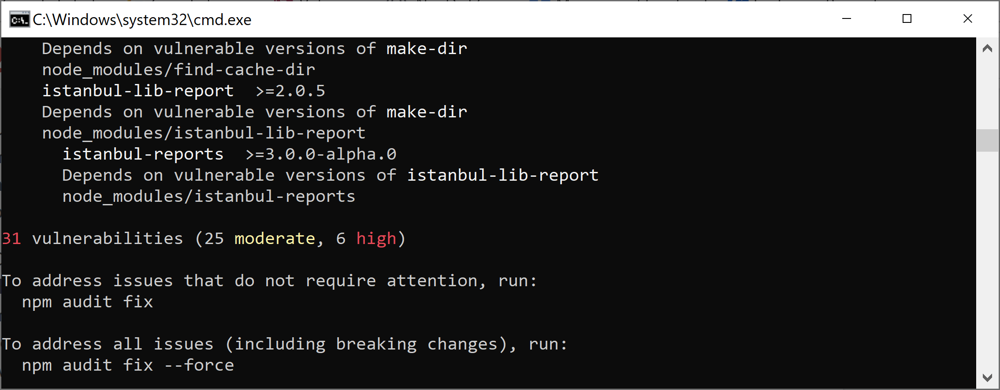 C:\Windows\system32\cmd.exe
Depends on vulnerable versions of make-dir
node_modules/find-cache-dir
istanbul-lib-report  >=2.0.5
Depends on vulnerable versions of make-dir
node_modules/istanbul-lib-report
istanbul-reports  >=3.0.0-alpha.0
Depends on vulnerable versions of istanbul-lib-report
node_modules/istanbul-reports
31 vulnerabilities (25 moderate, 6 high)
To address issues that do not require attention, run:
npm audit fix
To address all issues (including breaking changes), run:
npm audit fix --force